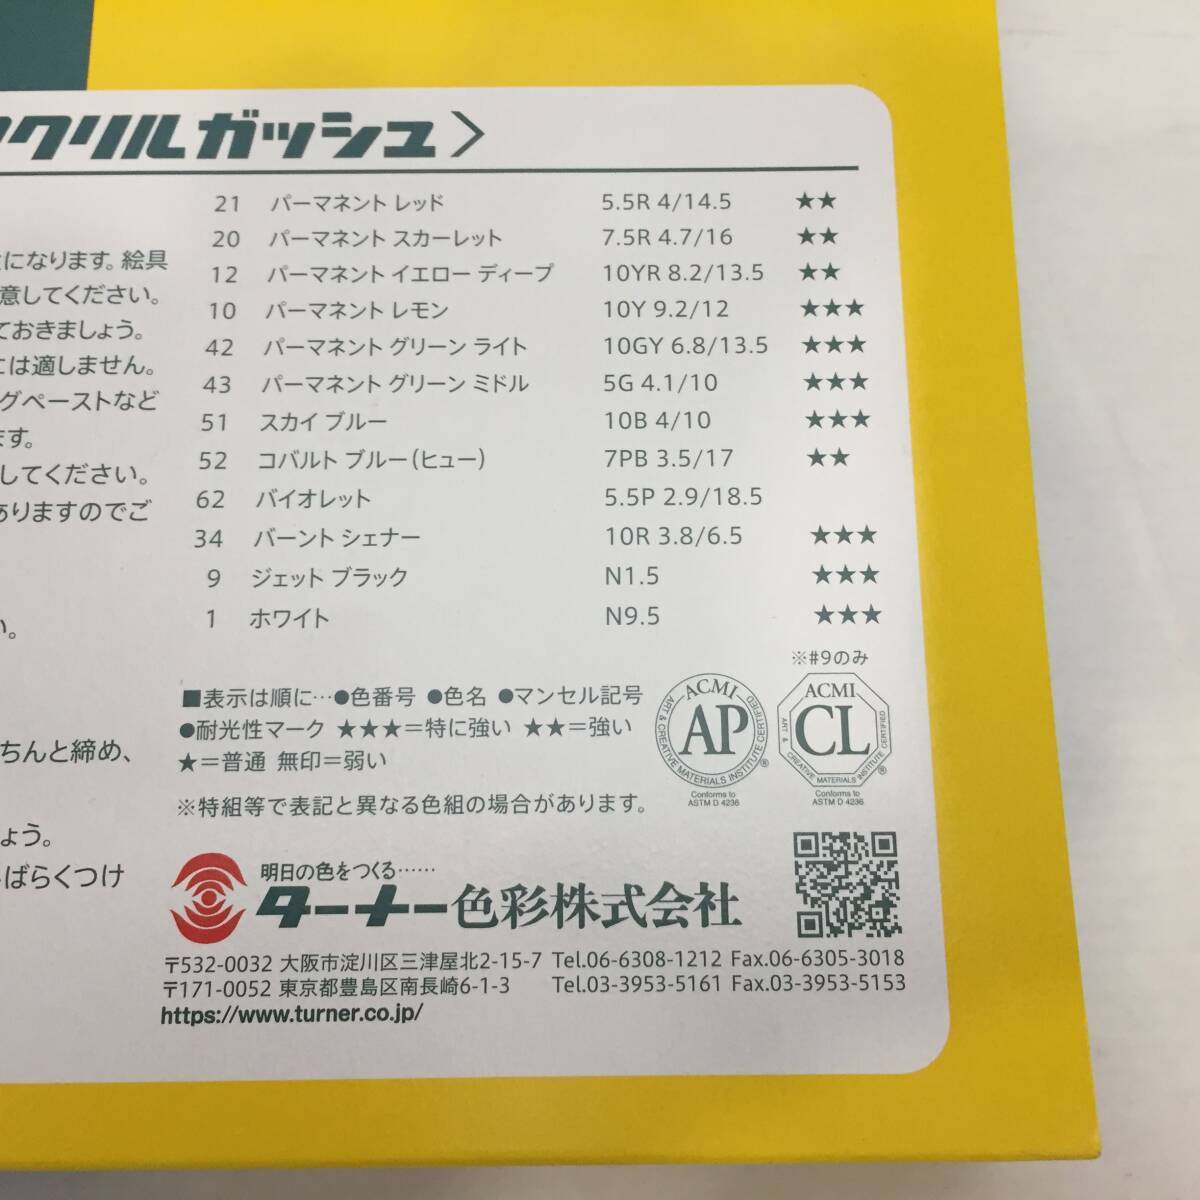 クリルガッシュ〉
になります。絵具
意してください。
ておきましょう。
には適しません。
グペーストなど
ます。
してください。
ありますのでご
い。
ちんと締め、
ょう。
ばらくつけ
21 パーマネント レッド 5.5R 4/14.5 ★★
20 パーマネント スカーレット 7.5R 4.7/16 ★★
12 パーマネント イエロー ディープ 10YR 8.2/13.5 ★★
10 パーマネント レモン 10Y 9.2/12 ★★★
42 パーマネント グリーン ライト 10GY 6.8/13.5 ★★★
43 パーマネント グリーン ミドル 5G 4.1/10 ★★★
51 スカイ ブルー 10B 4/10 ★★★
52 コバルト ブルー(ヒュー) 7PB 3.5/17 ★★
62 バイオレット 5.5P 2.9/18.5
34 バーント シェナー 10R 3.8/6.5 ★★★
9 ジェット ブラック N1.5 ★★★
1 ホワイト N9.5 ★★★
※#9のみ
■表示は順に…●色番号 ●色名 ●マンセル記号
●耐光性マーク ★★★=特に強い ★★=強い
★=普通 無印=弱い
※特組等で表記と異なる色組の場合があります。
ACMI
AP
ART & CREATIVE MATERIALS INSTITUTE CERTIFIED
®
Conforms to
ASTM D 4236
ACMI
CL
ART & CREATIVE MATERIALS INSTITUTE CERTIFIED
®
Conforms to
ASTM D 4236
明日の色をつくる……
ターナー色彩株式会社
〒532-0032 大阪市淀川区三津屋北2-15-7 Tel.06-6308-1212 Fax.06-6305-3018
〒171-0052 東京都豊島区南長崎6-1-3 Tel.03-3953-5161 Fax.03-3953-5153
https://www.turner.co.jp/